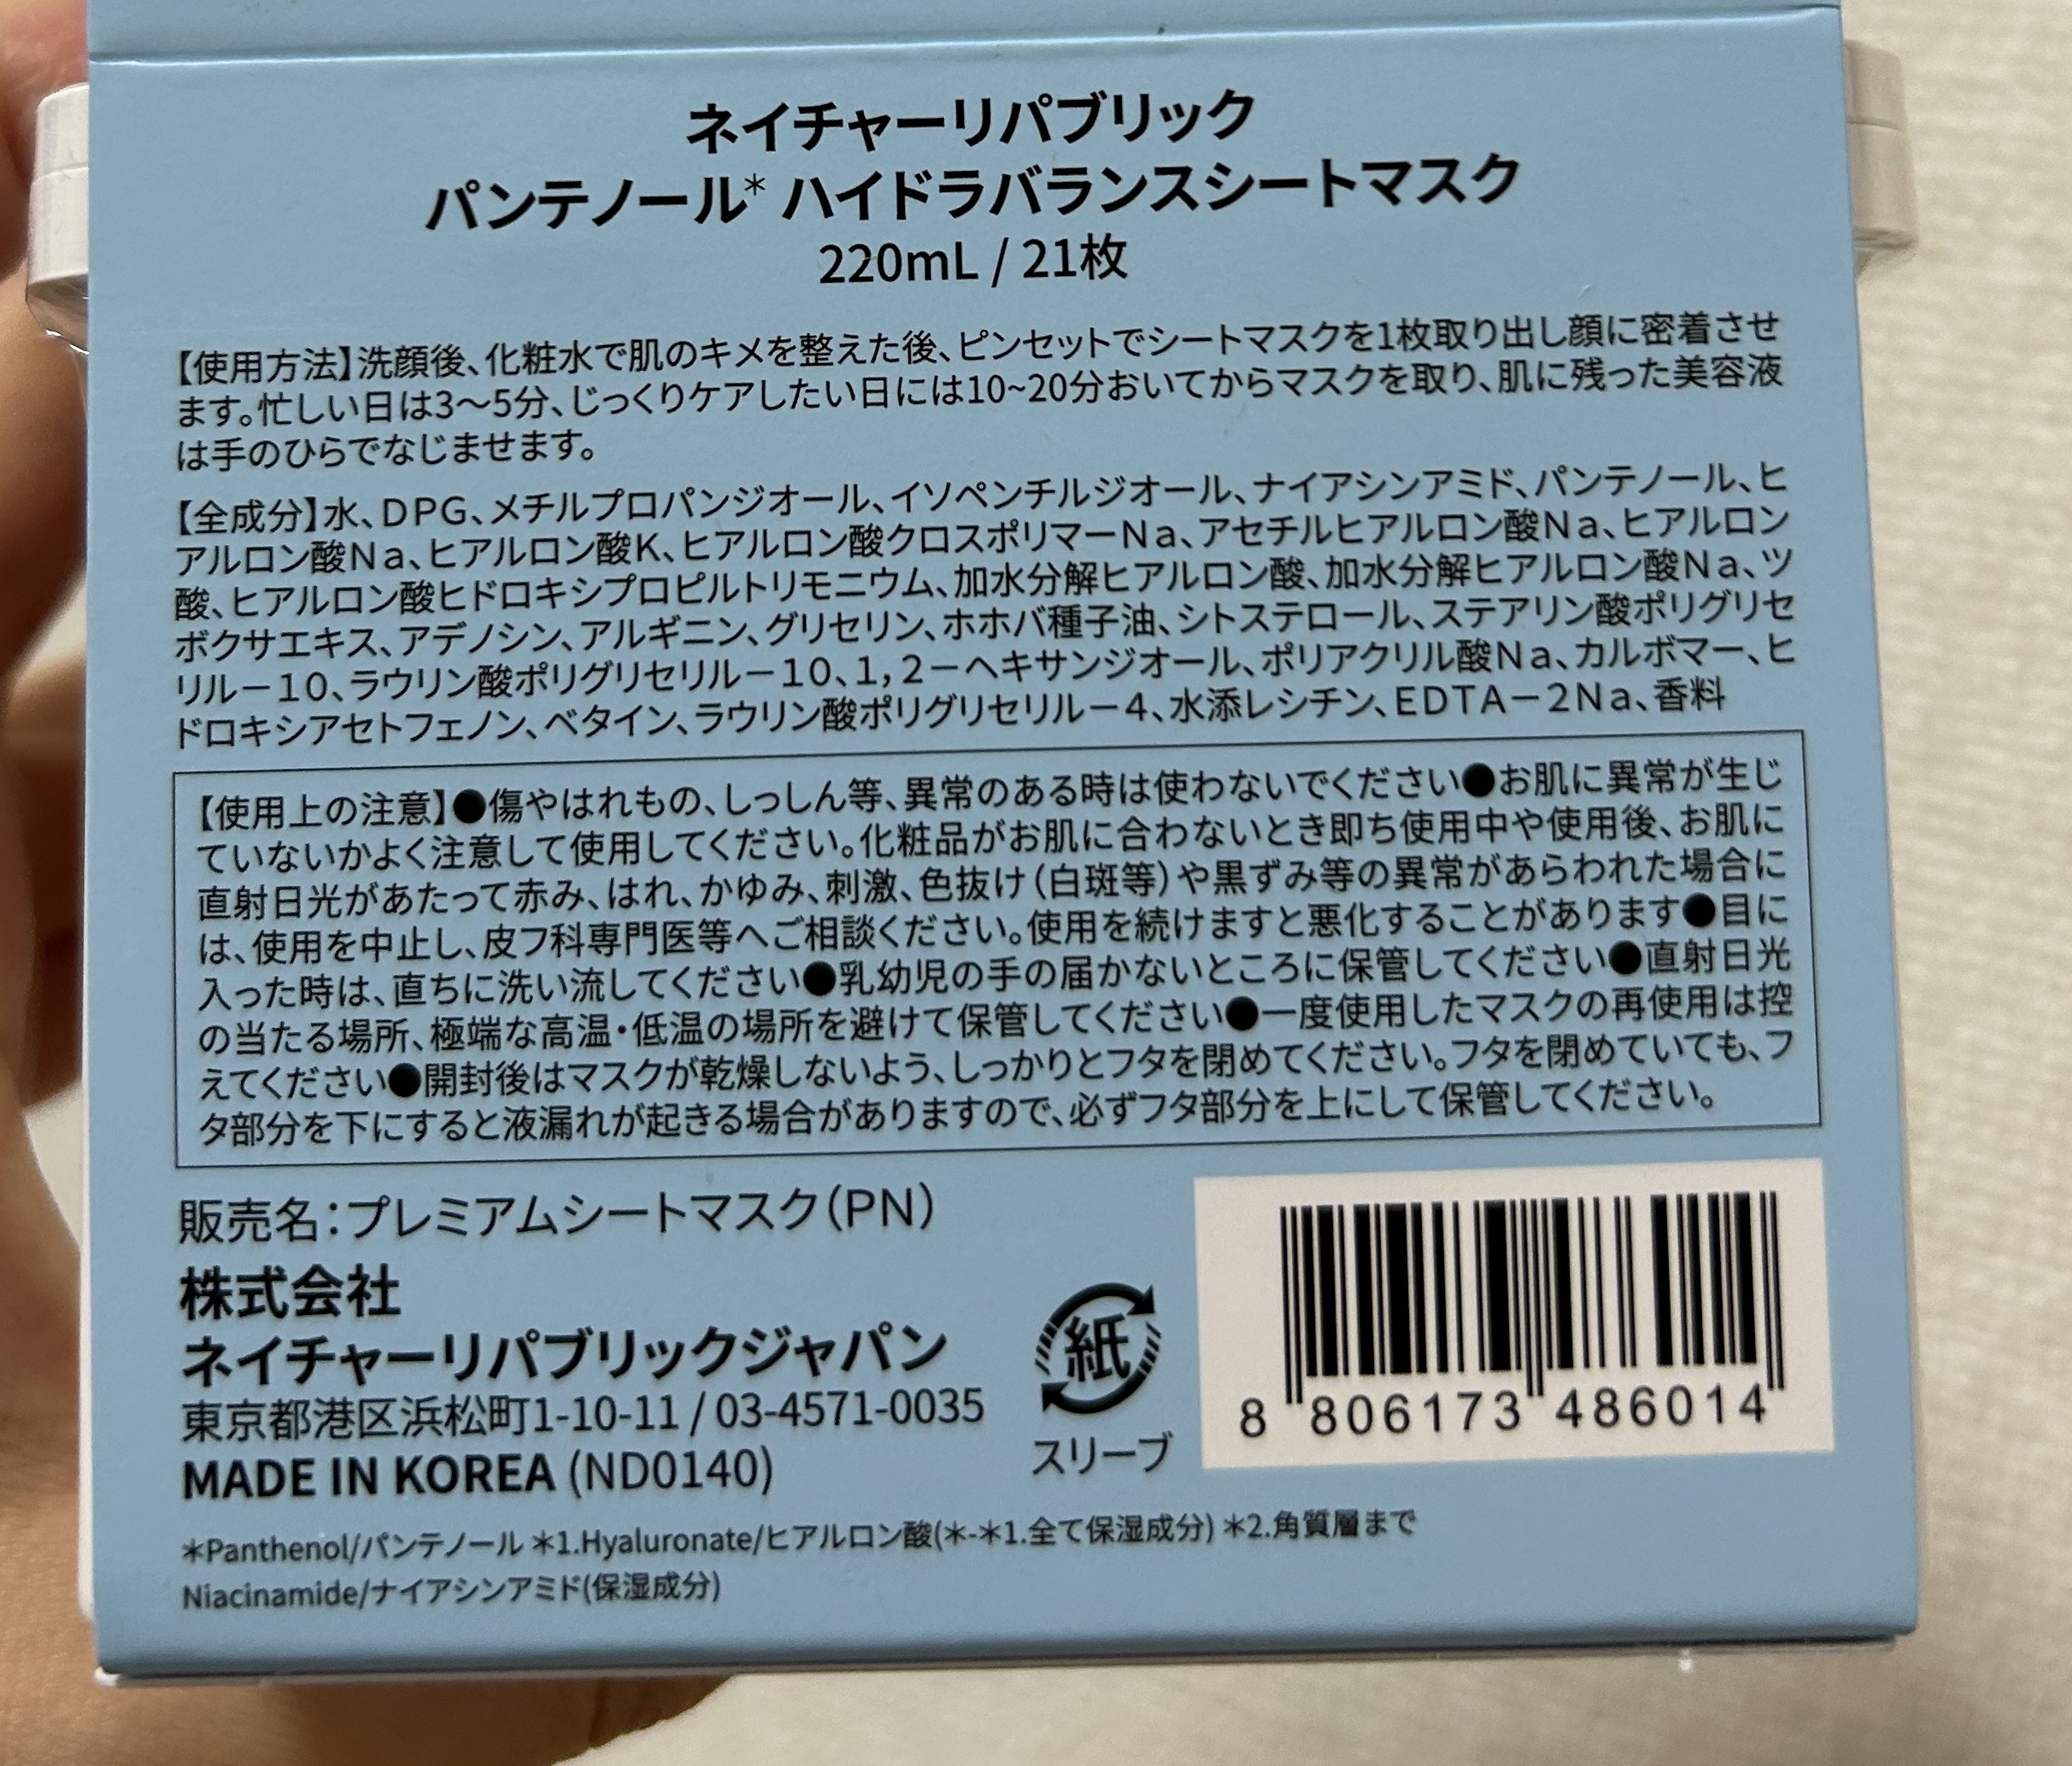 ネイチャーリパブリック
パンテノール＊ハイドラバランスシートマスク
220mL / 21枚
【使用方法】洗顔後、化粧水で肌のキメを整えた後、ピンセットでシートマスクを1枚取り出し顔に密着させ
ます。忙しい日は3〜5分、じっくりケアしたい日には10~20分おいてからマスクを取り、肌に残った美容液
は手のひらでなじませます。
【全成分】水、DPG、メチルプロパンジオール、イソペンチルジオール、ナイアシンアミド、パンテノール、ヒ
アルロン酸Ｎａ、ヒアルロン酸K、ヒアルロン酸クロスポリマーＮａ、アセチルヒアルロン酸Ｎａ、ヒアルロン
酸、ヒアルロン酸ヒドロキシプロピルトリモニウム、加水分解ヒアルロン酸、加水分解ヒアルロン酸Ｎａ、ツ
ボクサエキス、アデノシン、アルギニン、グリセリン、ホホバ種子油、シトステロール、ステアリン酸ポリグリセ
リル－１０、ラウリン酸ポリグリセリル－１０、１，２－ヘキサンジオール、ポリアクリル酸Ｎａ、カルボマー、ヒ
ドロキシアセトフェノン、ベタイン、ラウリン酸ポリグリセリル－４、水添レシチン、ＥＤＴＡ－２Ｎａ、香料
【使用上の注意】●傷やはれもの、しっしん等、異常のある時は使わないでください●お肌に異常が生じ
ていないかよく注意して使用してください。化粧品がお肌に合わないとき即ち使用中や使用後、お肌に
直射日光があたって赤み、はれ、かゆみ、刺激、色抜け（白斑等）や黒ずみ等の異常があらわれた場合に
は、使用を中止し、皮フ科専門医等へご相談ください。使用を続けますと悪化することがあります●目に
入った時は、直ちに洗い流してください●乳幼児の手の届かないところに保管してください●直射日光
の当たる場所、極端な高温・低温の場所を避けて保管してください●一度使用したマスクの再使用は控
えてください●開封後はマスクが乾燥しないよう、しっかりとフタを閉めてください。フタを閉めていても、フ
タ部分を下にすると液漏れが起きる場合がありますので、必ずフタ部分を上にして保管してください。
販売名：プレミアムシートマスク（PN）
株式会社
ネイチャーリパブリックジャパン
東京都港区浜松町1-10-11 / 03-4571-0035
MADE IN KOREA (ND0140)
紙
スリーブ
8 806173 486014
＊Panthenol/パンテノール ＊1.Hyaluronate/ヒアルロン酸(＊-＊1.全て保湿成分) ＊2.角質層まで
Niacinamide/ナイアシンアミド(保湿成分)